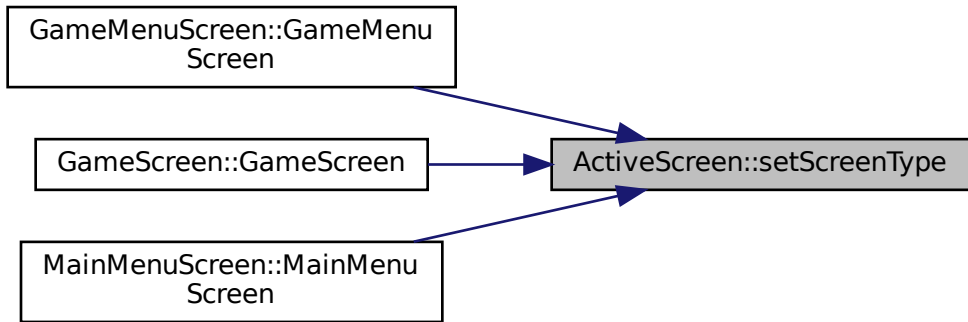 GameMenuScreen::GameMenu
Screen
GameScreen::GameScreen
ActiveScreen::setScreenType
MainMenuScreen::MainMenu
Screen